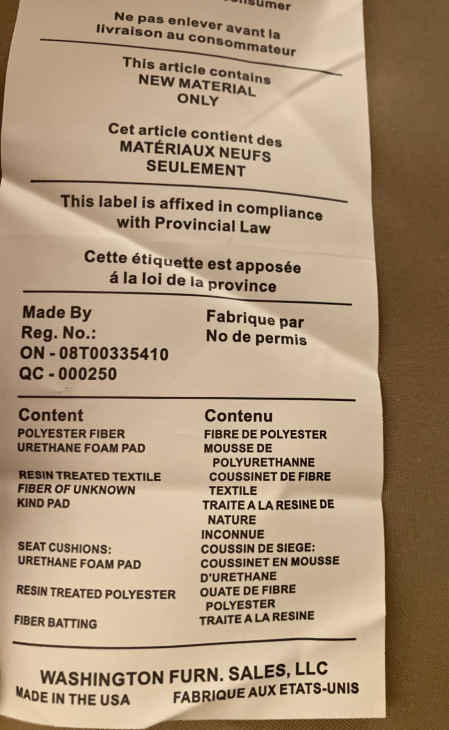 Ne pas enlever avant la
livraison au consommateur
This article contains
NEW MATERIAL
ONLY
Cet article contient des
MATÉRIAUX NEUFS
SEULEMENT
This label is affixed in compliance
with Provincial Law
Cette étiquette est apposée
á la loi de la province
Made By
Reg. No.:
ON - 08T00335410
QC - 000250
Fabrique par
No de permis
Content
POLYESTER FIBER
URETHANE FOAM PAD
RESIN TREATED TEXTILE
FIBER OF UNKNOWN
KIND PAD
SEAT CUSHIONS:
URETHANE FOAM PAD
RESIN TREATED POLYESTER
FIBER BATTING
Contenu
FIBRE DE POLYESTER
MOUSSE DE
POLYURETHANNE
COUSSINET DE FIBRE
TEXTILE
TRAITE A LA RESINE DE
NATURE
INCONNUE
COUSSIN DE SIEGE:
COUSSINET EN MOUSSE
D'URETHANE
OUATE DE FIBRE
POLYESTER
TRAITE A LA RESINE
WASHINGTON FURN. SALES, LLC
MADE IN THE USA FABRIQUE AUX ETATS-UNIS